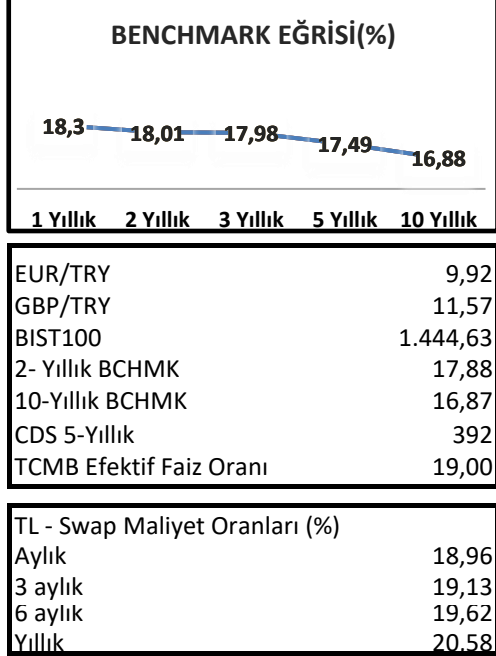 BENCHMARK EĞRİSİ(%)
18,3 18,01 17,98 17,49 16,88
1 Yıllık 2 Yıllık 3 Yıllık 5 Yıllık 10 Yıllık
EUR/TRY 9,92
GBP/TRY 11,57
BIST100 1.444,63
2- Yıllık BCHMK 17,88
10-Yıllık BCHMK 16,87
CDS 5-Yıllık 392
TCMB Efektif Faiz Oranı 19,00
TL - Swap Maliyet Oranları (%)
Aylık 18,96
3 aylık 19,13
6 aylık 19,62
Yıllık 20,58